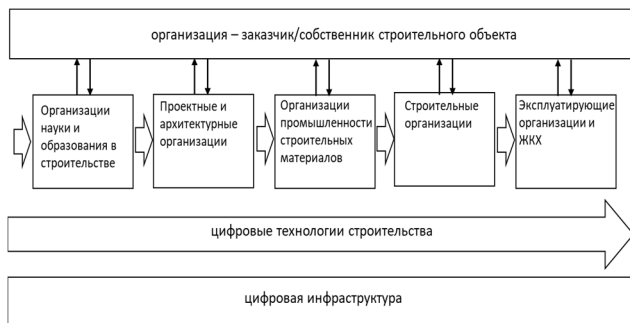 организация – заказчик/собственник строительного объекта
Организации
науки и
образования в
строительстве
Проектные и
архитектурные
организации
Организации
промышленности
строительных
материалов
Строительные
организации
Эксплуатирующие
организации и
ЖКХ
цифровые технологии строительства
цифровая инфраструктура